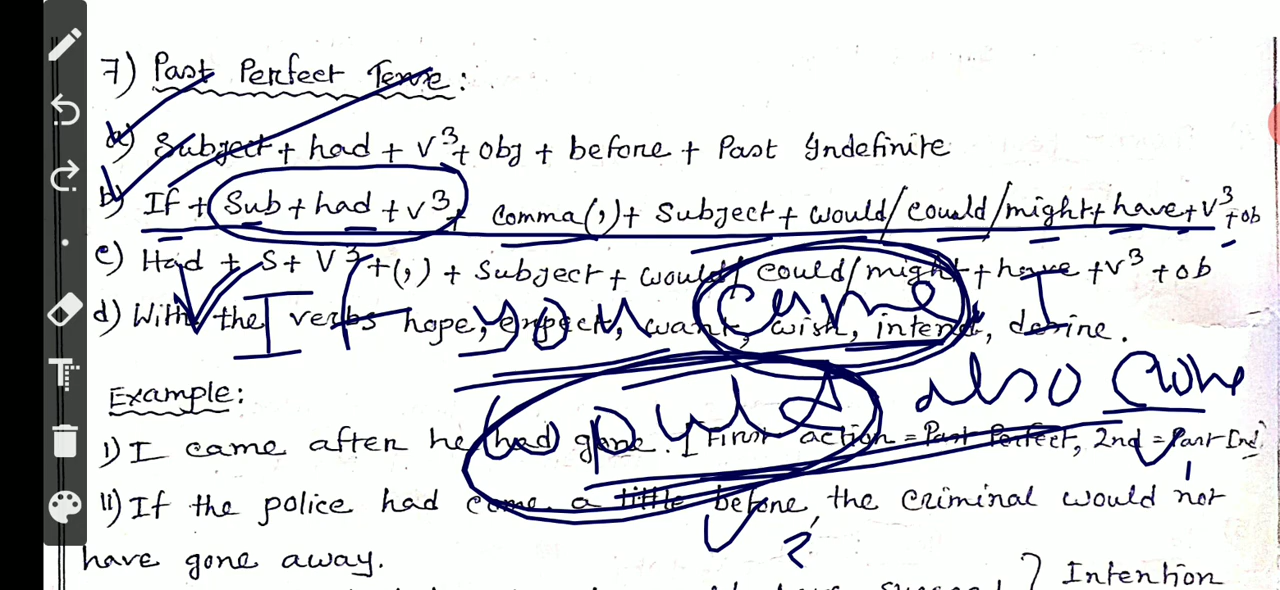 7) Past Perfect Tense:
a) Subject + had + V³ + obj + before + Past Indefinite
b) If + Sub + had + v³ + comma(,) + Subject + would/could/might + have + V³ + ob
c) Had + S + V³ + (,) + Subject + would/could/might + have + V³ + ob
d) With the verbs hope, expect, want, wish, intend, desire.
If you came, I
would also come
Example:
i) I came after he (had) gone. [First action = Past Perfect, 2nd = Past Ind.
ii) If the police had come a little before, the criminal would not
have gone away.
? Intention